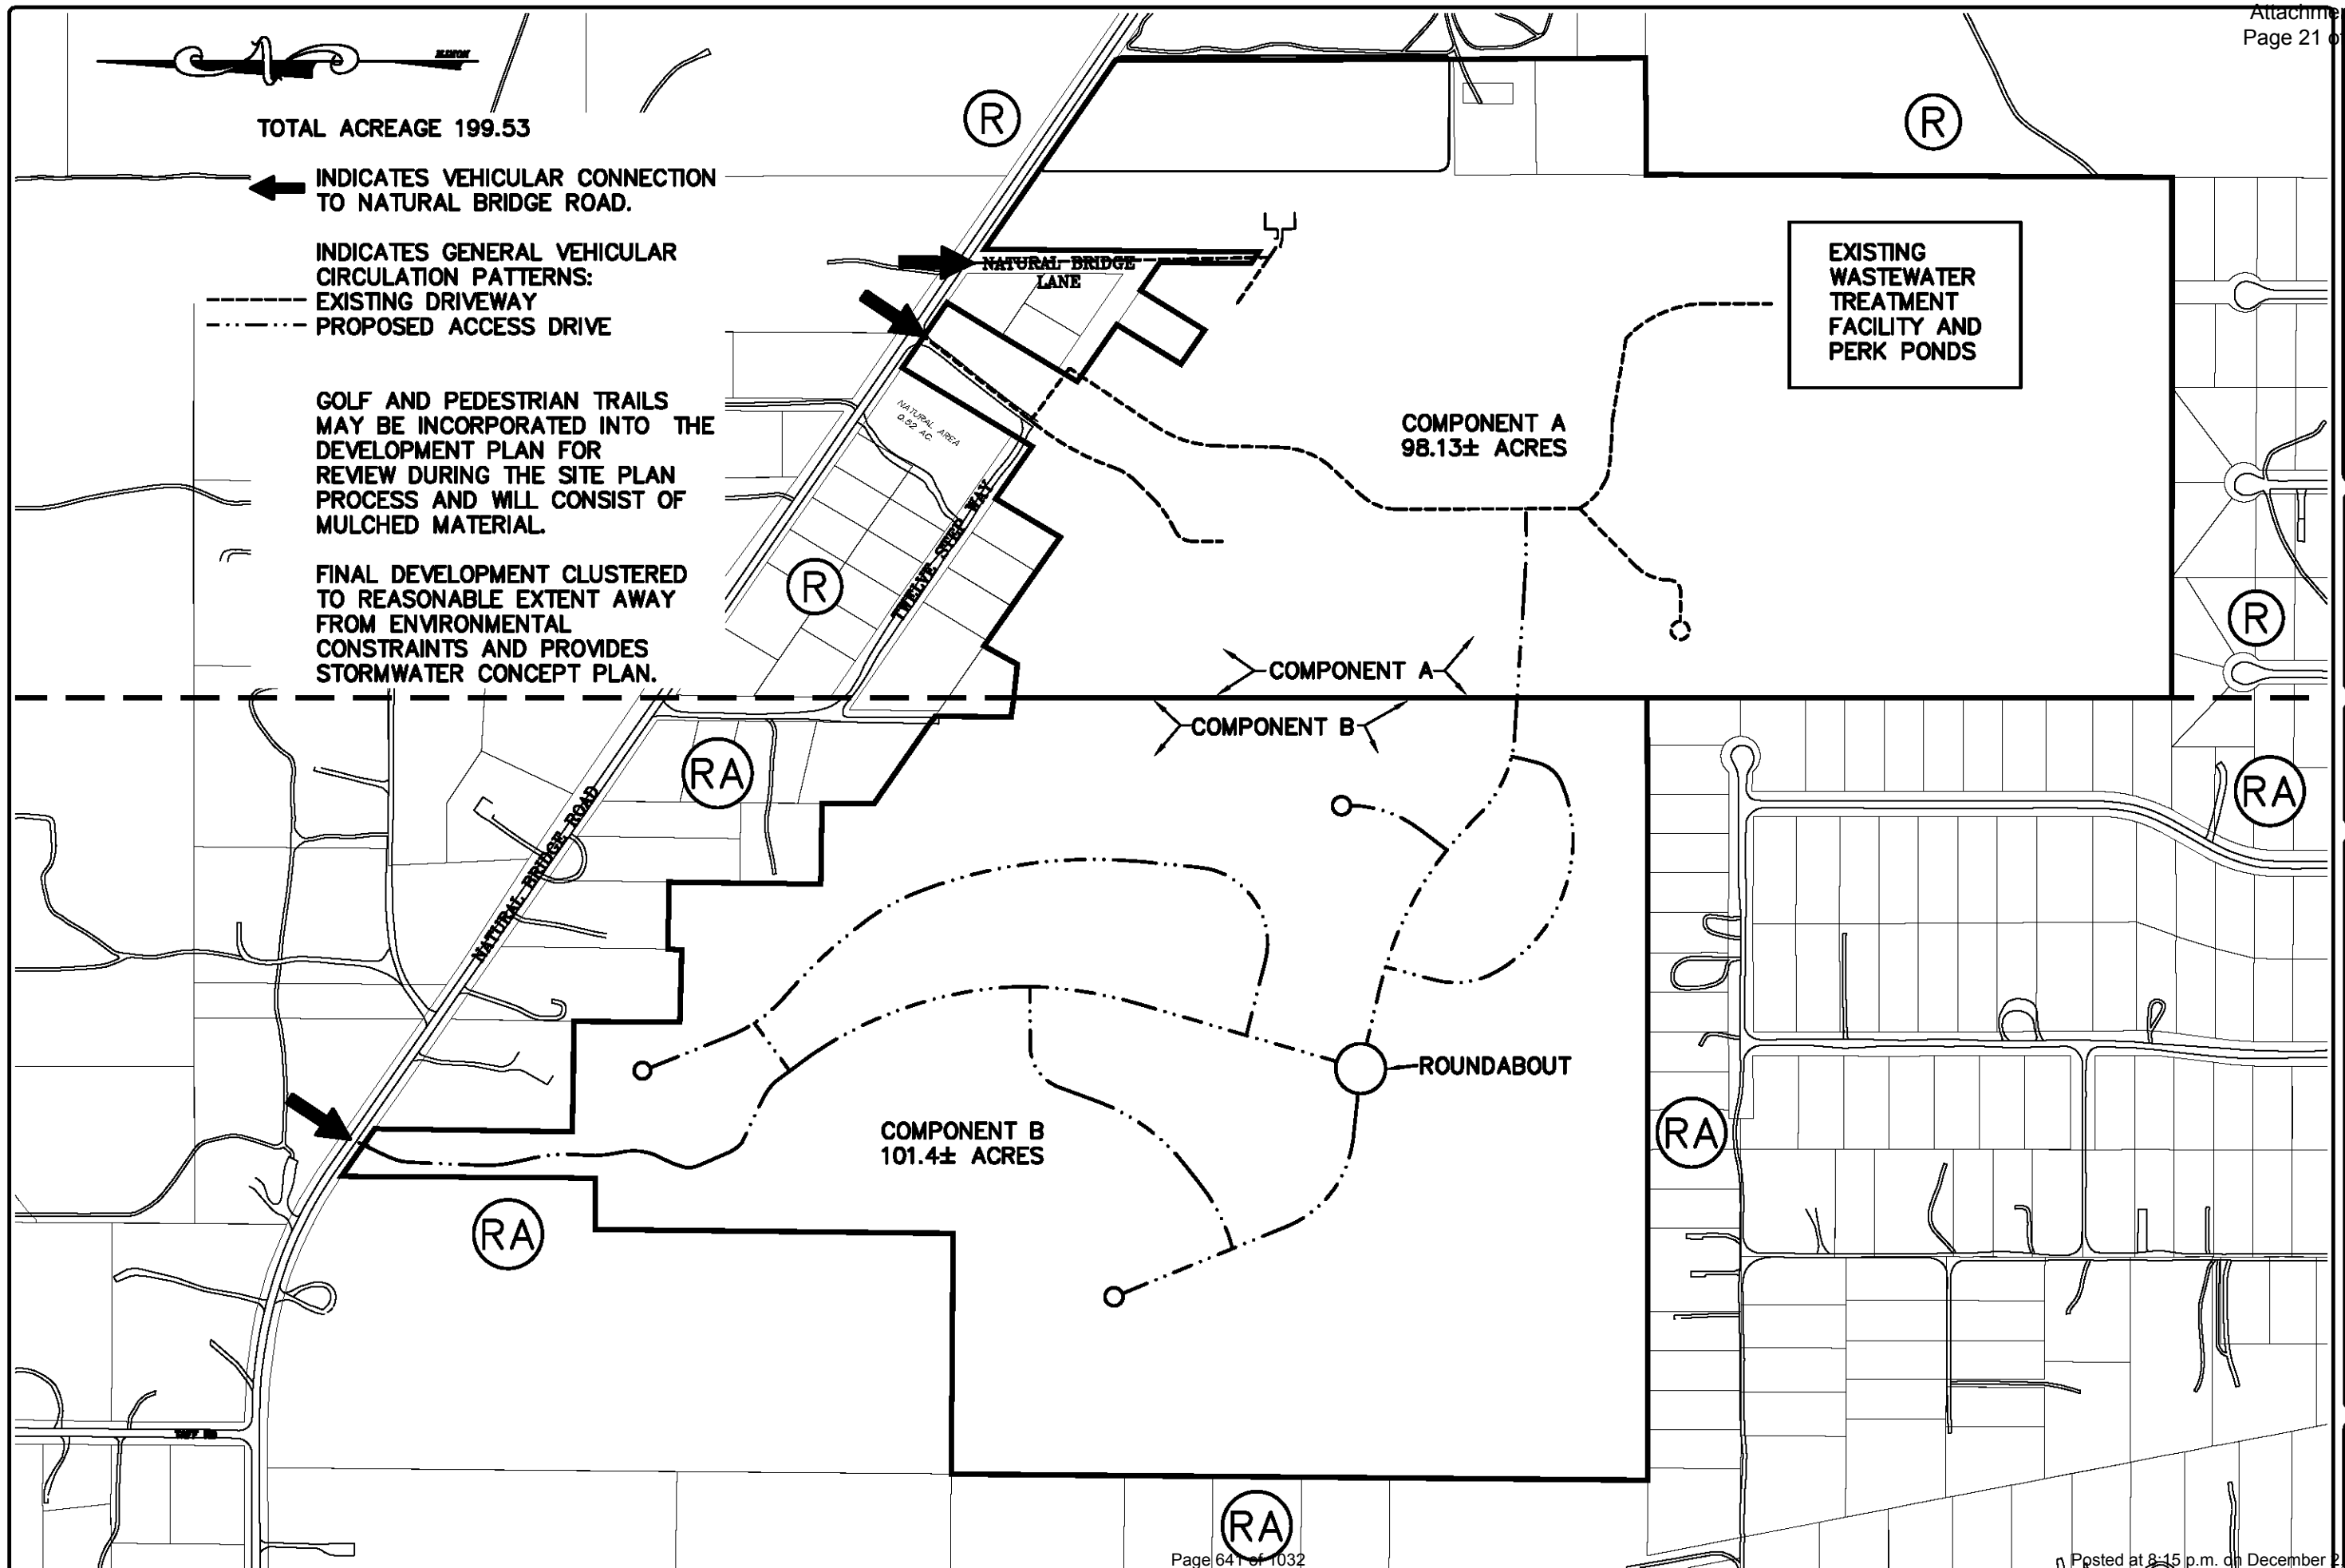 Attachme
Page 21 o
TOTAL ACREAGE 199.53
INDICATES VEHICULAR CONNECTION
TO NATURAL BRIDGE ROAD.
INDICATES GENERAL VEHICULAR
CIRCULATION PATTERNS:
EXISTING DRIVEWAY
PROPOSED ACCESS DRIVE
GOLF AND PEDESTRIAN TRAILS
MAY BE INCORPORATED INTO THE
DEVELOPMENT PLAN FOR
REVIEW DURING THE SITE PLAN
PROCESS AND WILL CONSIST OF
MULCHED MATERIAL.
FINAL DEVELOPMENT CLUSTERED
TO REASONABLE EXTENT AWAY
FROM ENVIRONMENTAL
CONSTRAINTS AND PROVIDES
STORMWATER CONCEPT PLAN.
R
R
NATURAL BRIDGE
LANE
EXISTING
WASTEWATER
TREATMENT
FACILITY AND
PERK PONDS
NATURAL AREA
0.52 AC.
COMPONENT A
98.13± ACRES
TWELVE STEP WAY
R
R
COMPONENT A
COMPONENT B
RA
RA
NATURAL BRIDGE ROAD
ROUNDABOUT
COMPONENT B
101.4± ACRES
RA
RA
RA
Page 641 of 1032
Posted at 8:15 p.m. on December 2